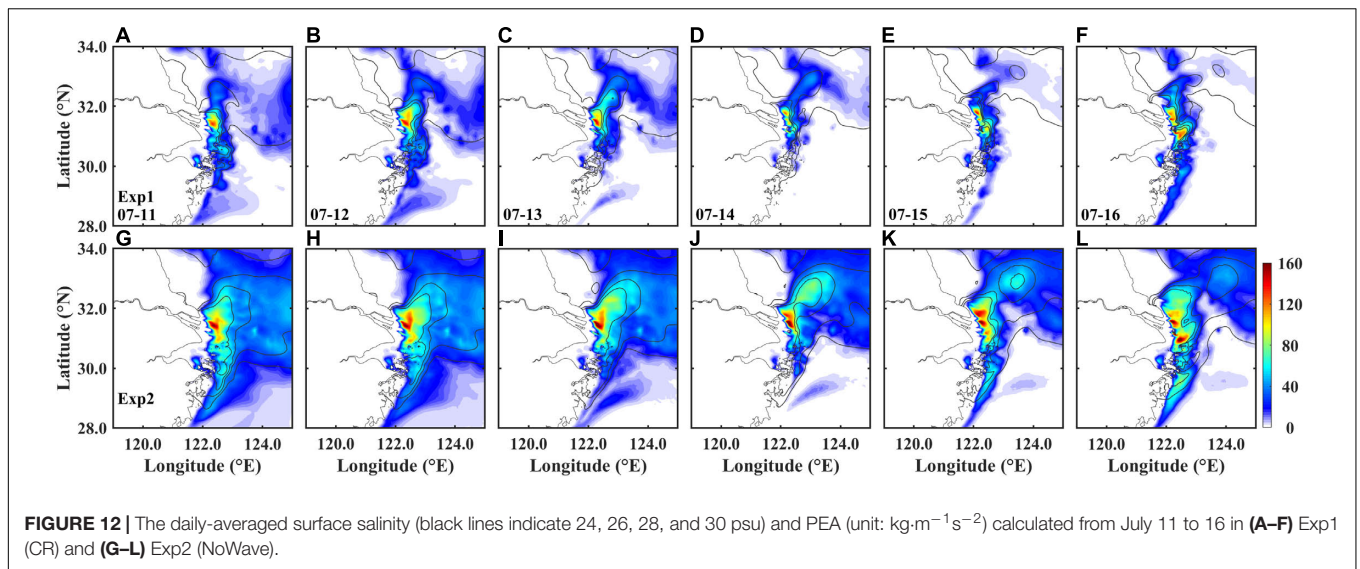 A B C D E F
34.0
32.0
30.0
28.0
Latitude (°N)
Exp1
07-11 07-12 07-13 07-14 07-15 07-16
G H I J K L
34.0
32.0
30.0
28.0
Latitude (°N)
Exp2
160
120
80
40
0
120.0 122.0 124.0 120.0 122.0 124.0 120.0 122.0 124.0 120.0 122.0 124.0 120.0 122.0 124.0 120.0 122.0 124.0
Longitude (°E) Longitude (°E) Longitude (°E) Longitude (°E) Longitude (°E) Longitude (°E)
FIGURE 12 | The daily-averaged surface salinity (black lines indicate 24, 26, 28, and 30 psu) and PEA (unit: kg·m⁻¹s⁻²) calculated from July 11 to 16 in (A–F) Exp1
(CR) and (G–L) Exp2 (NoWave).